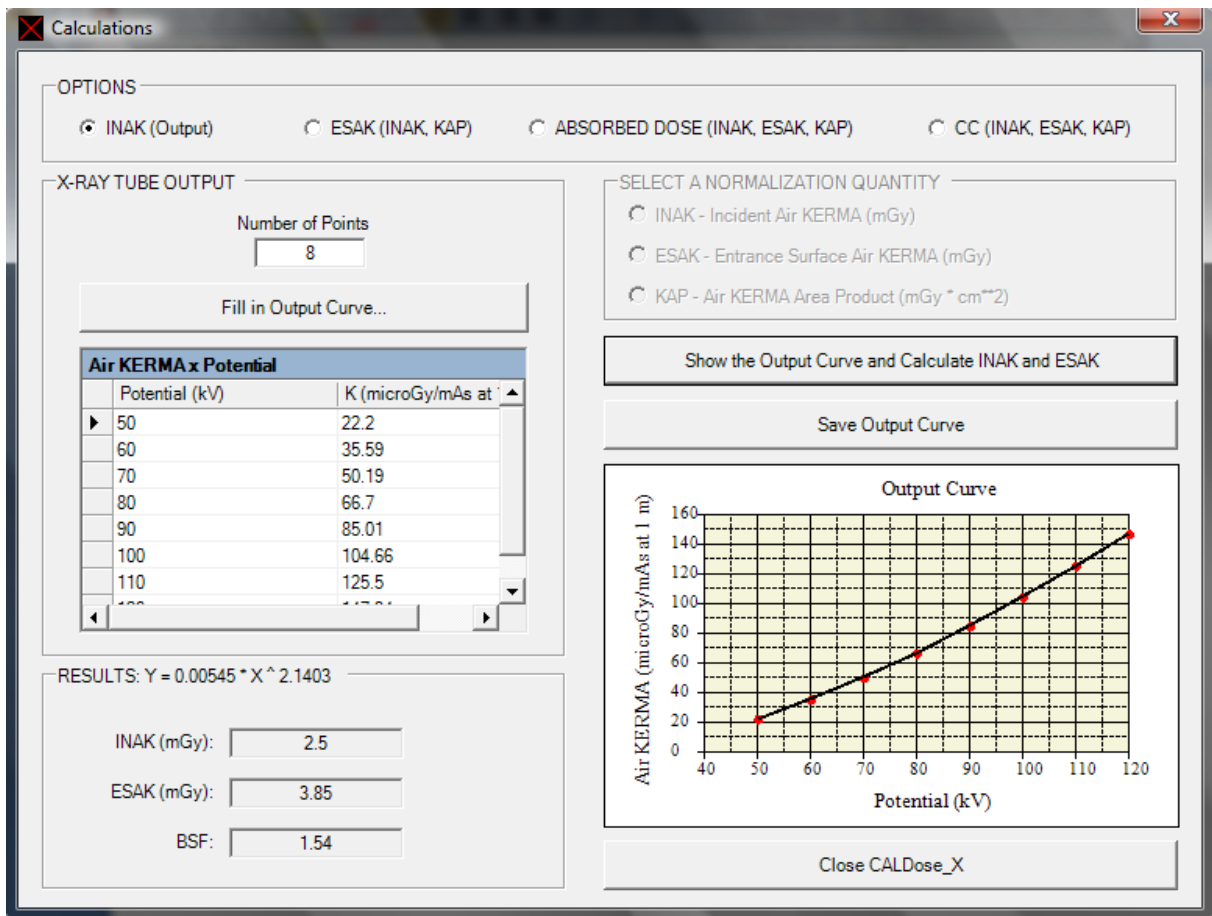 Calculations
OPTIONS
INAK (Output)
ESAK (INAK, KAP)
ABSORBED DOSE (INAK, ESAK, KAP)
CC (INAK, ESAK, KAP)
X-RAY TUBE OUTPUT
Number of Points
8
Fill in Output Curve...
Air KERMA x Potential
Potential (kV) K (microGy/mAs at
50 22.2
60 35.59
70 50.19
80 66.7
90 85.01
100 104.66
110 125.5
RESULTS: Y = 0.00545 * X ^ 2.1403
INAK (mGy): 2.5
ESAK (mGy): 3.85
BSF: 1.54
SELECT A NORMALIZATION QUANTITY
INAK - Incident Air KERMA (mGy)
ESAK - Entrance Surface Air KERMA (mGy)
KAP - Air KERMA Area Product (mGy * cm**2)
Show the Output Curve and Calculate INAK and ESAK
Save Output Curve
Output Curve
Air KERMA (microGy/mAs at 1 m)
160
140
120
100
80
60
40
20
0
40 50 60 70 80 90 100 110 120
Potential (kV)
Close CALDose_X